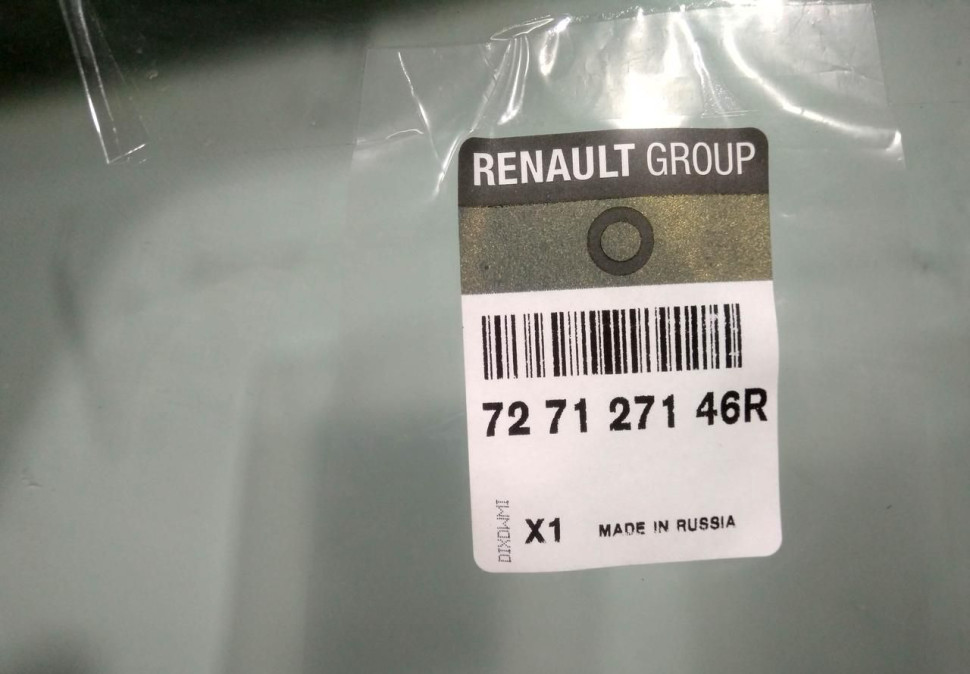 RENAULT GROUP
72 71 271 46R
DIXDWMI
X1 MADE IN RUSSIA